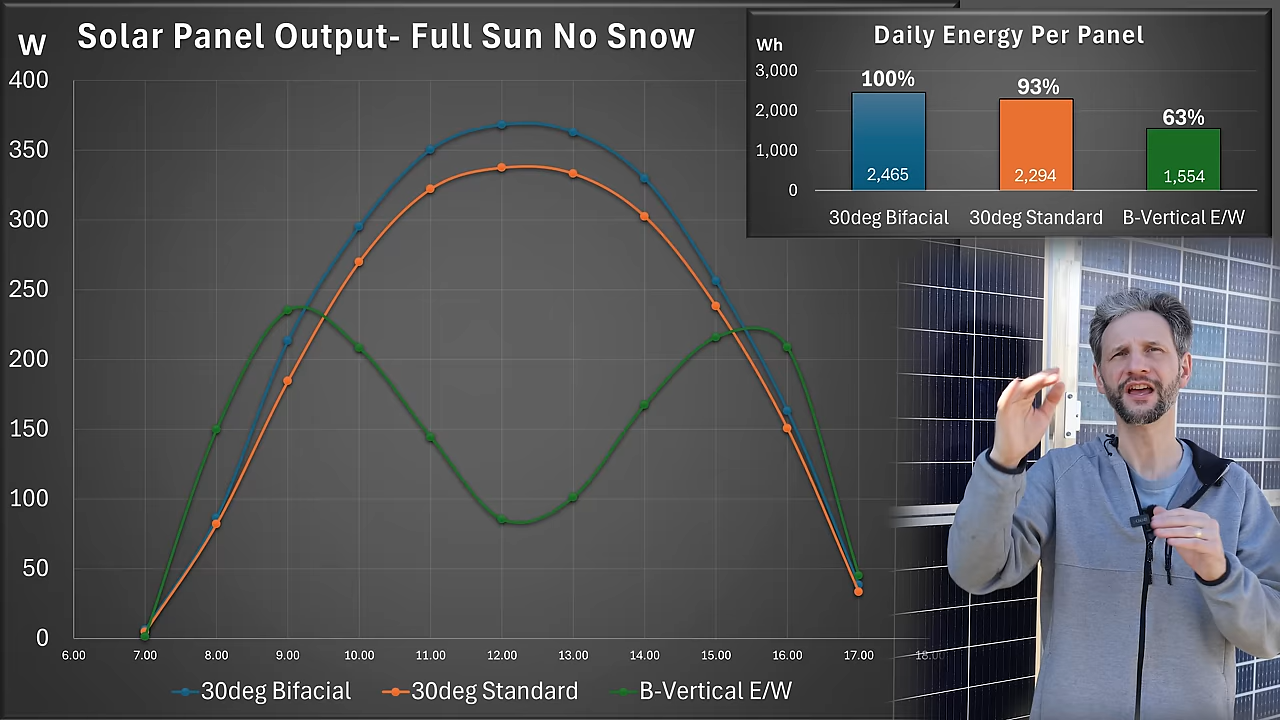 Solar Panel Output- Full Sun No Snow
W
400
350
300
250
200
150
100
50
0
6.00 7.00 8.00 9.00 10.00 11.00 12.00 13.00 14.00 15.00 16.00 17.00 18.00
30deg Bifacial 30deg Standard B-Vertical E/W
Daily Energy Per Panel
Wh
3,000
2,000
1,000
0
100% 93% 63%
2,465 2,294 1,554
30deg Bifacial 30deg Standard B-Vertical E/W